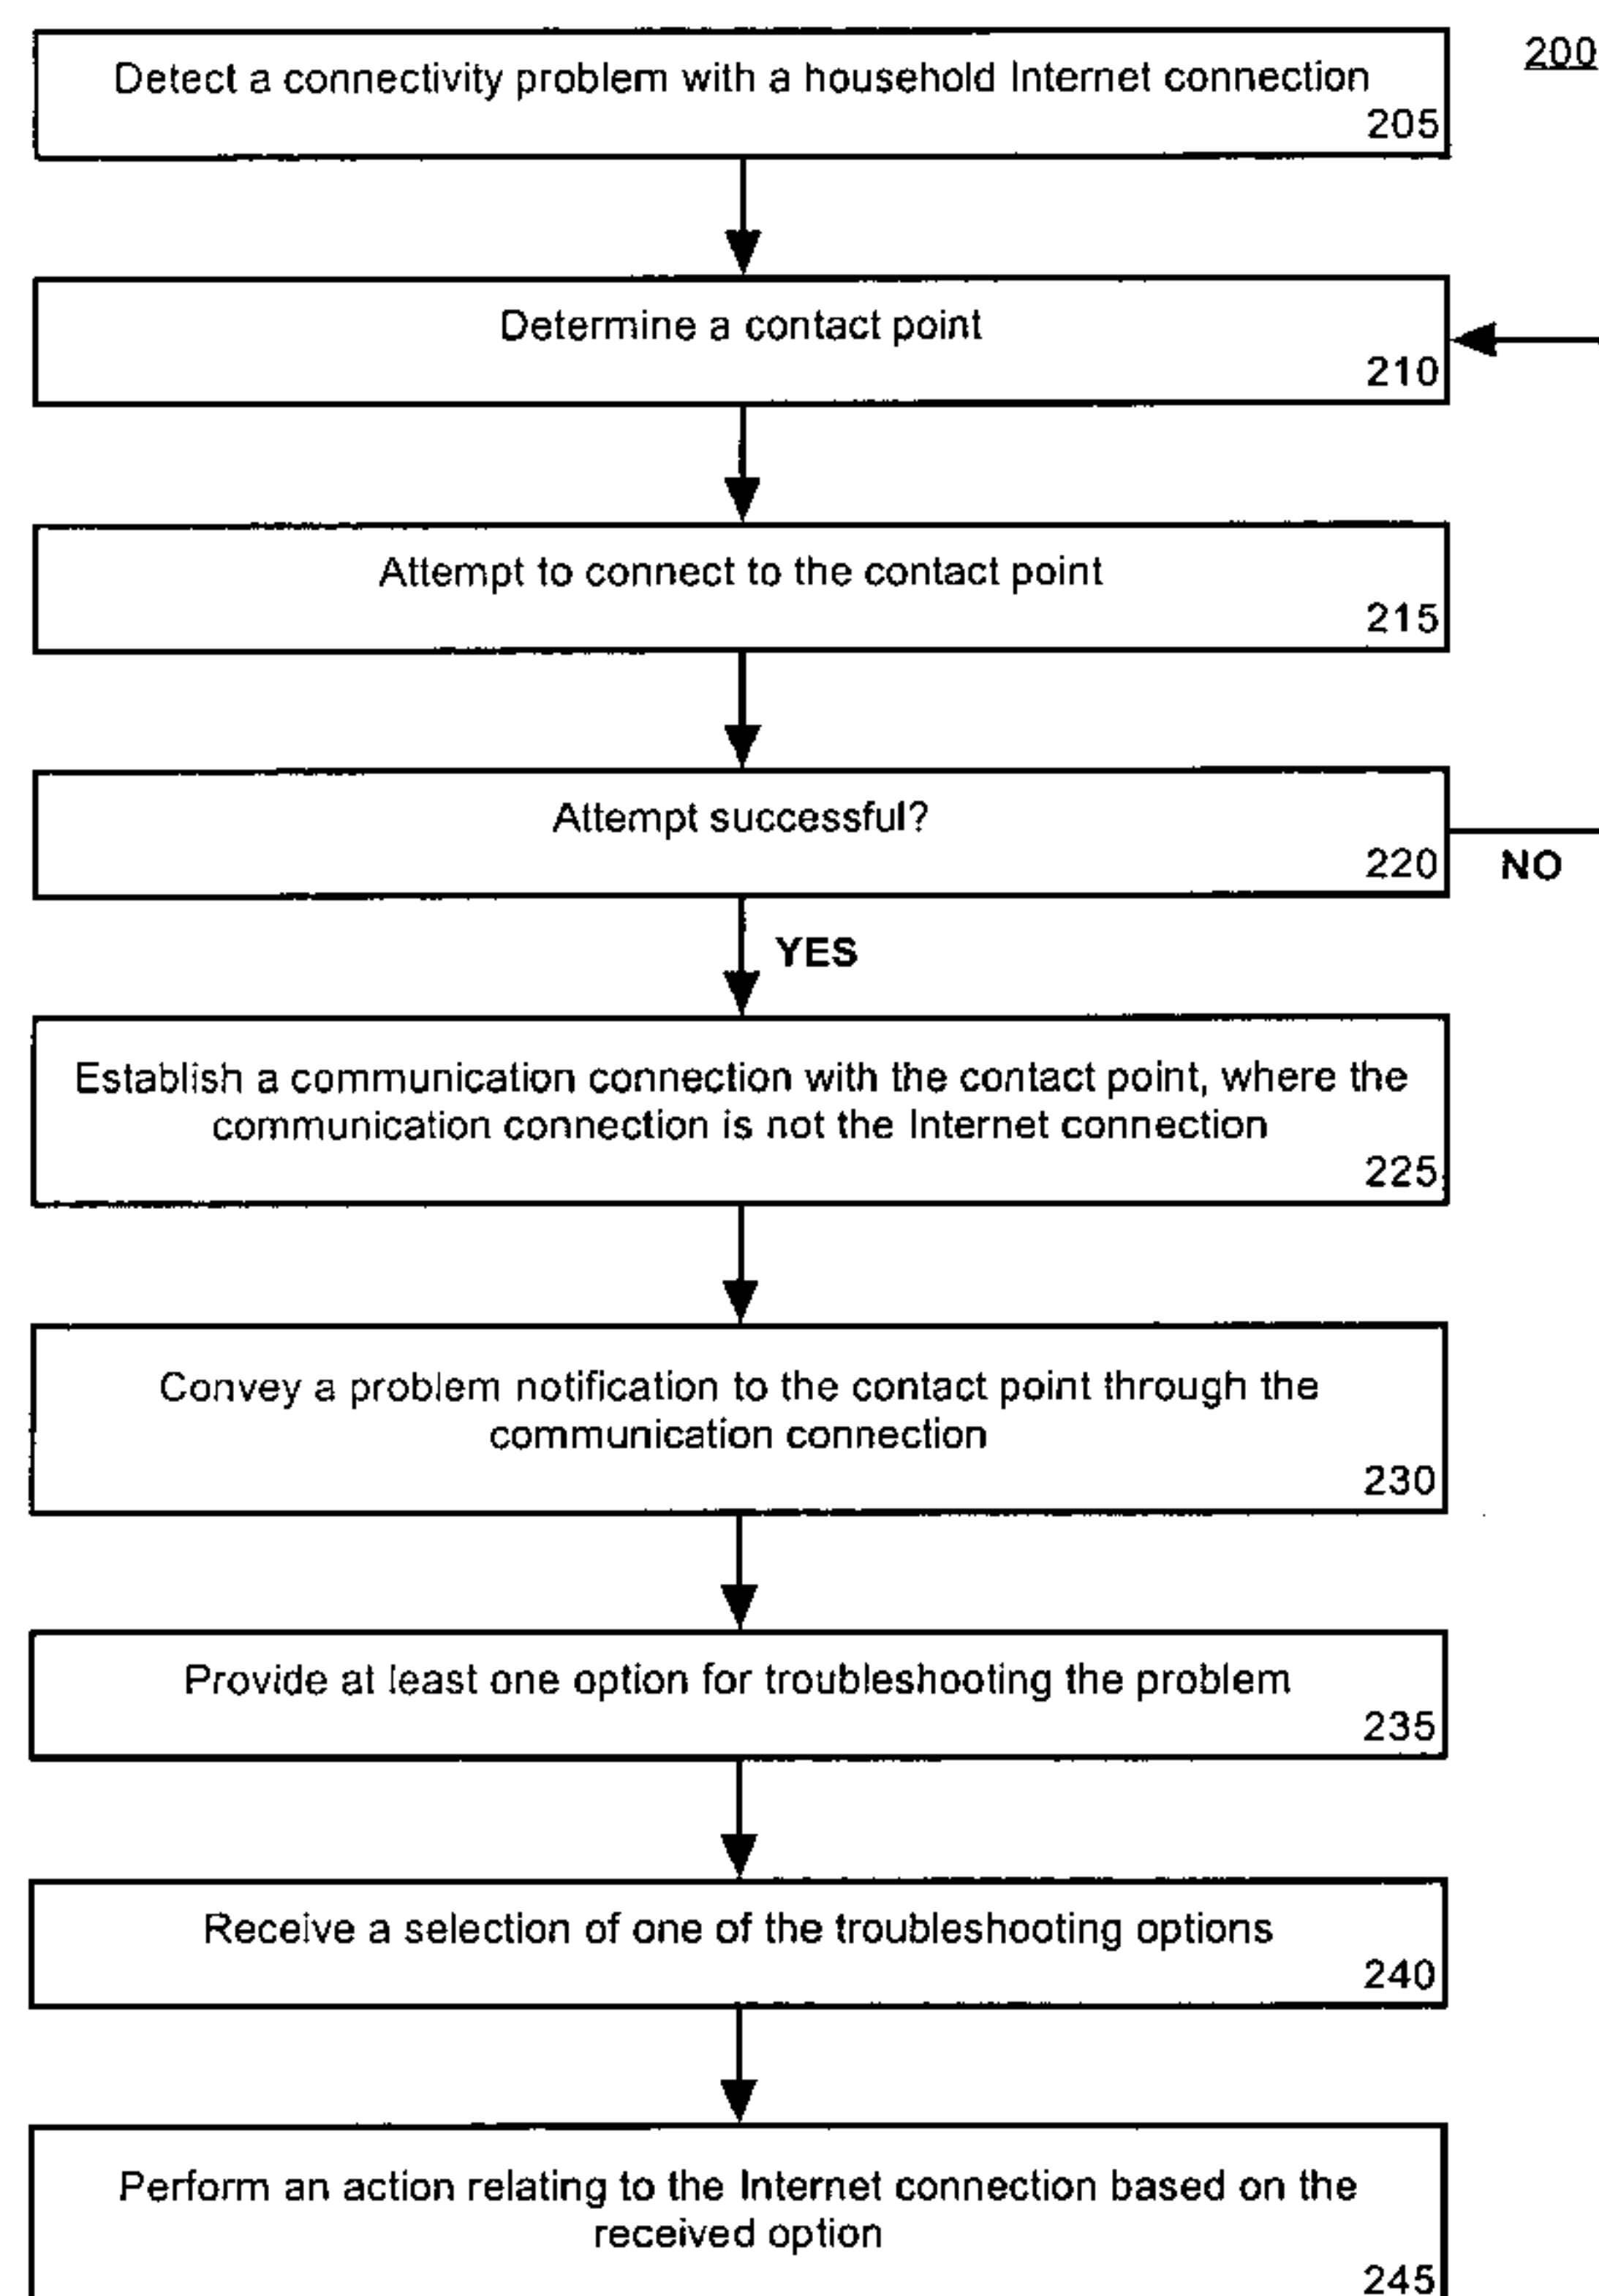 200
Detect a connectivity problem with a household Internet connection
205
Determine a contact point
210
Attempt to connect to the contact point
215
Attempt successful?
220
NO
YES
Establish a communication connection with the contact point, where the
communication connection is not the Internet connection
225
Convey a problem notification to the contact point through the
communication connection
230
Provide at least one option for troubleshooting the problem
235
Receive a selection of one of the troubleshooting options
240
Perform an action relating to the Internet connection based on the
received option
245